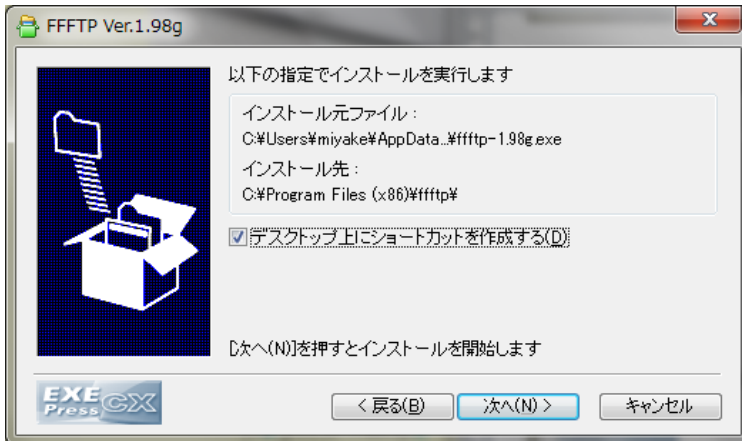 FFFTP Ver.1.98g
以下の指定でインストールを実行します
インストール元ファイル：
C:¥Users¥miyake¥AppData...¥ffftp-1.98g.exe
インストール先：
C:¥Program Files (x86)¥ffftp¥
デスクトップ上にショートカットを作成する(D)
[次へ(N)]を押すとインストールを開始します
EXE
Press CX
< 戻る(B)
次へ(N) >
キャンセル